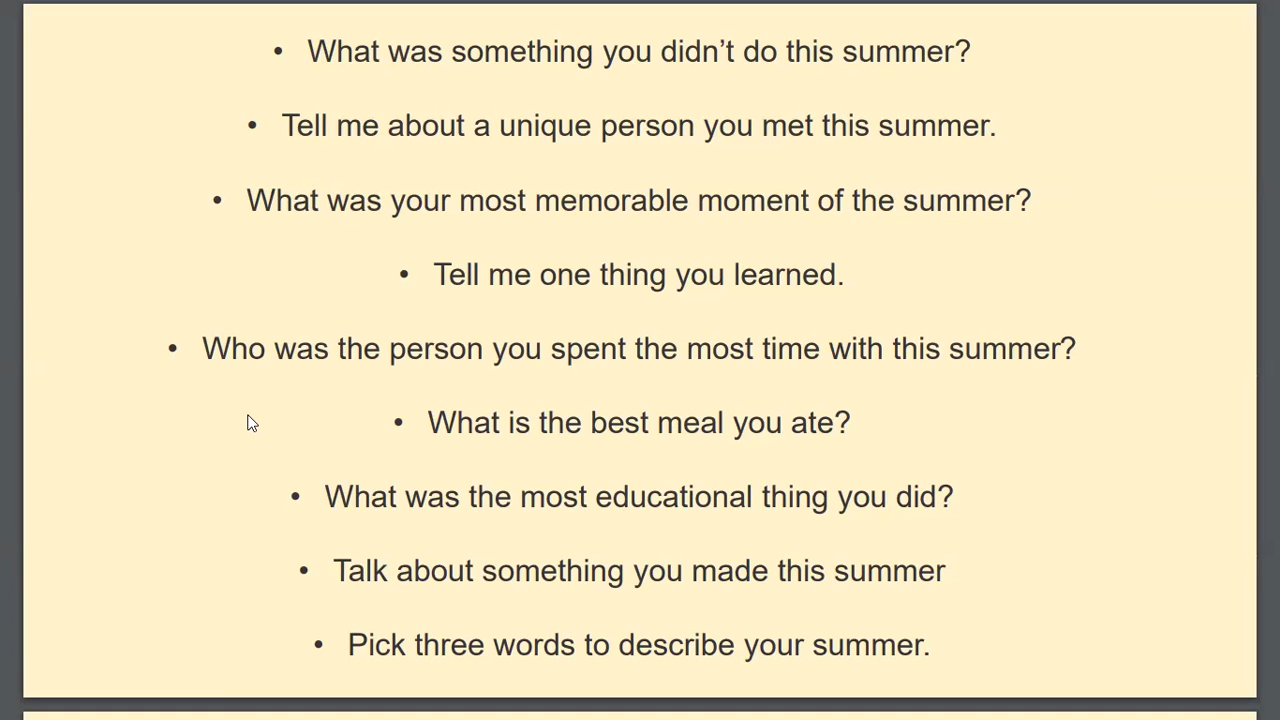 • What was something you didn’t do this summer?
• Tell me about a unique person you met this summer.
• What was your most memorable moment of the summer?
• Tell me one thing you learned.
• Who was the person you spent the most time with this summer?
• What is the best meal you ate?
• What was the most educational thing you did?
• Talk about something you made this summer
• Pick three words to describe your summer.